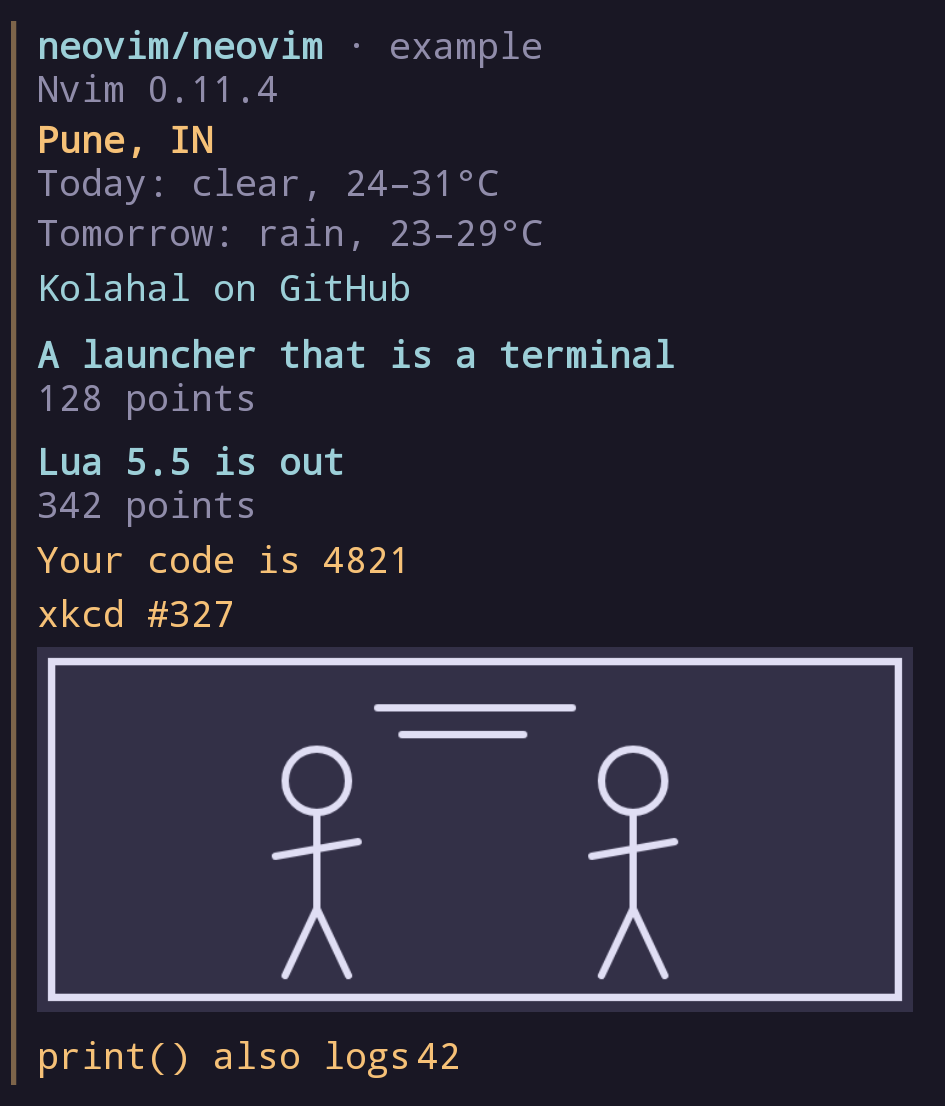 neovim/neovim · example
Nvim 0.11.4
Pune, IN
Today: clear, 24–31°C
Tomorrow: rain, 23–29°C
Kolahal on GitHub
A launcher that is a terminal
128 points
Lua 5.5 is out
342 points
Your code is 4821
xkcd #327
print() also logs 42